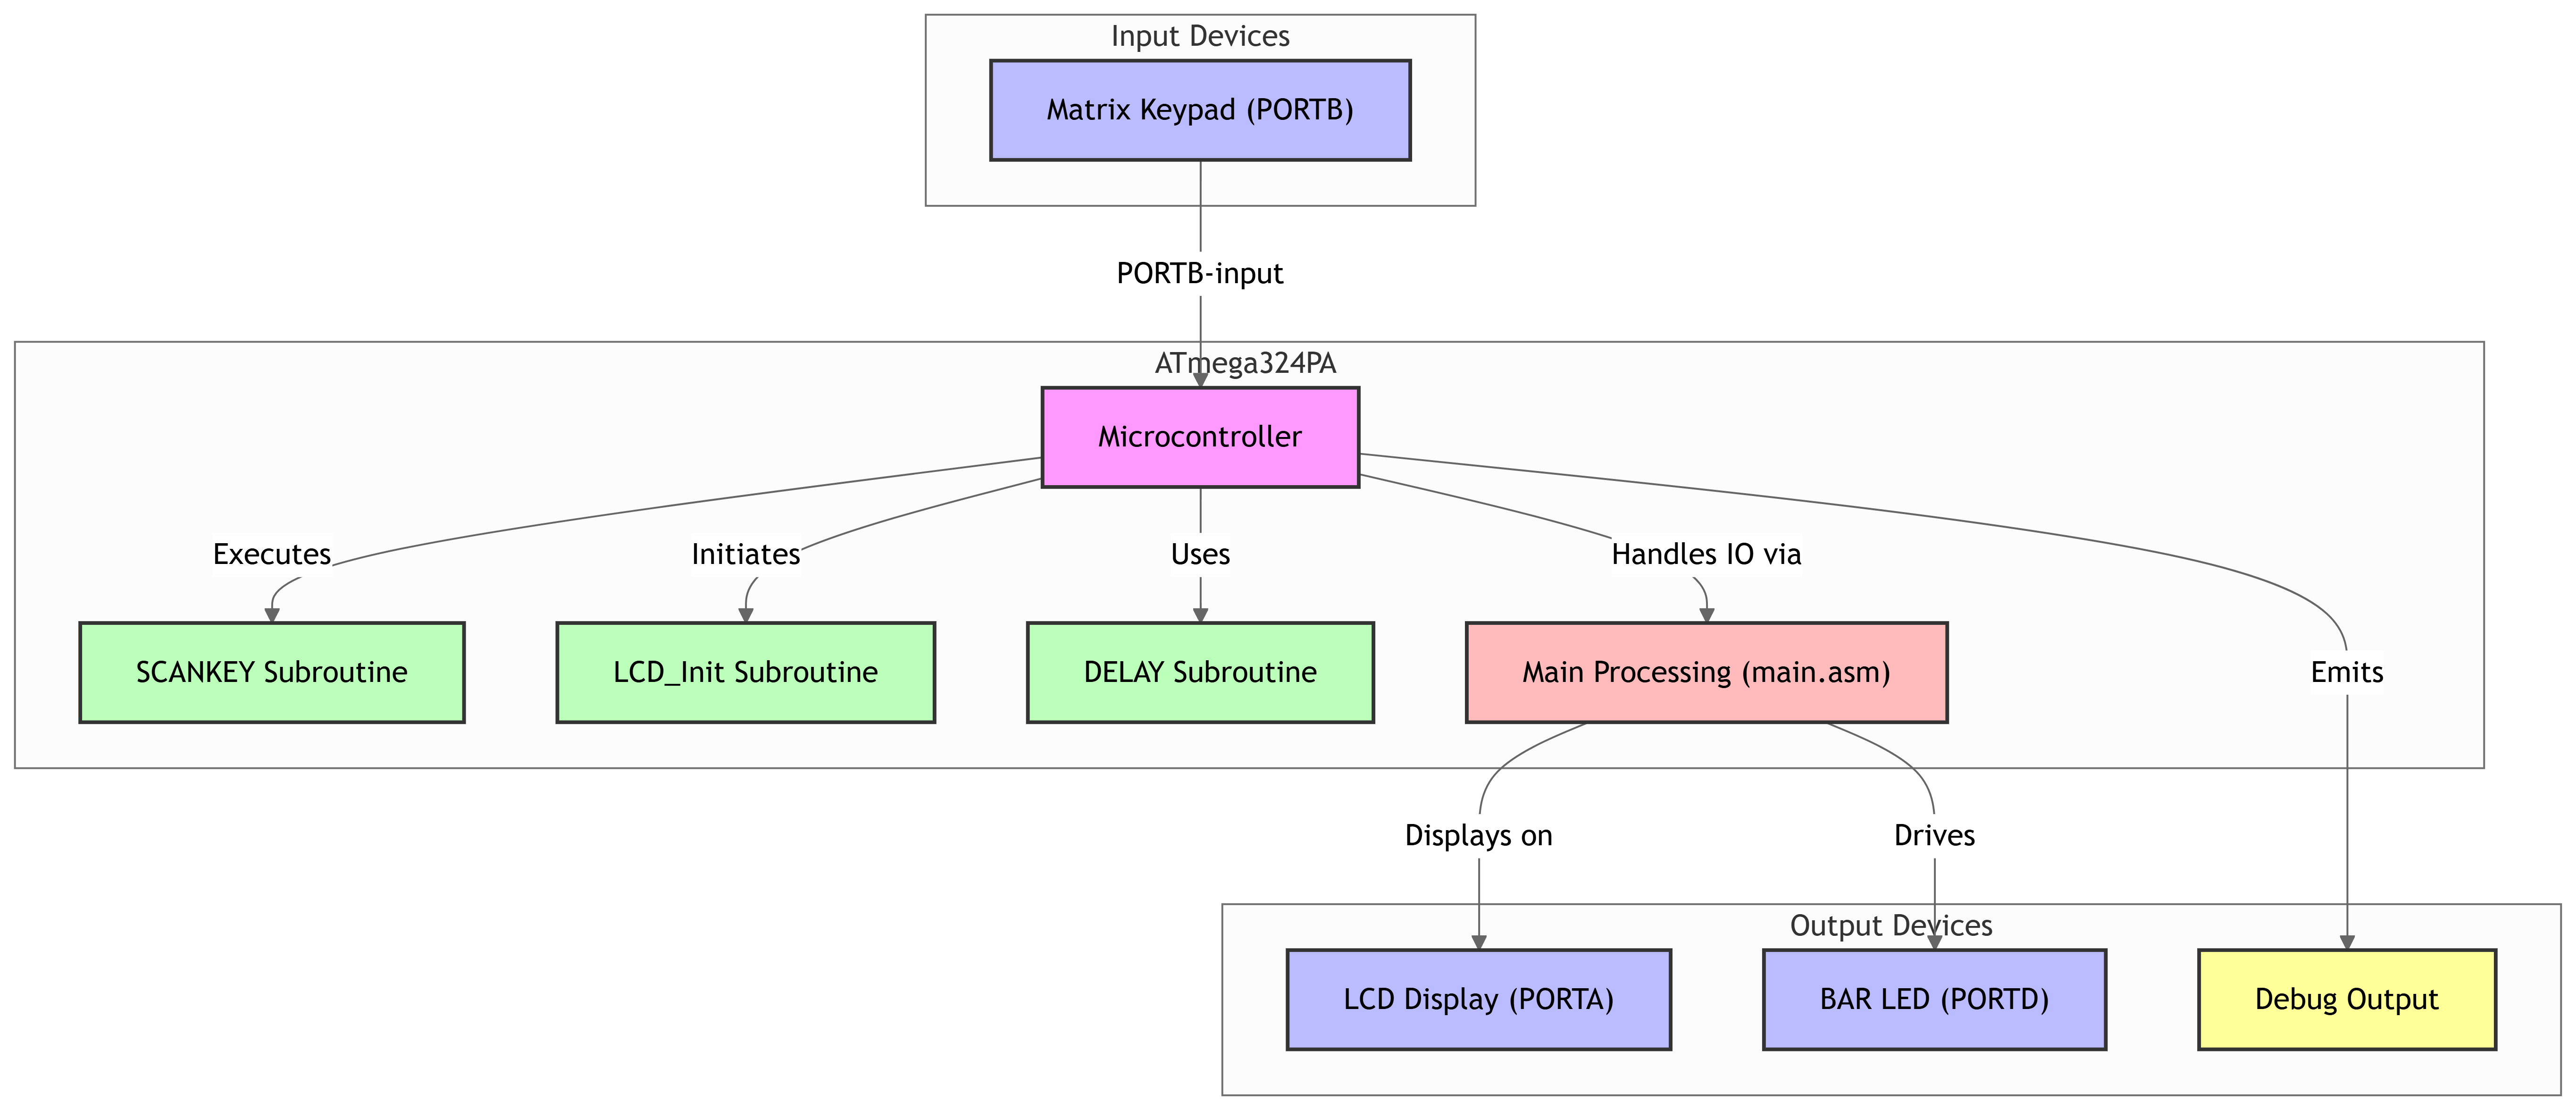 Input Devices
Matrix Keypad (PORTB)
PORTB-input
ATmega324PA
Microcontroller
Executes
Initiates
Uses
Handles IO via
SCANKEY Subroutine
LCD_Init Subroutine
DELAY Subroutine
Main Processing (main.asm)
Emits
Displays on
Drives
Output Devices
LCD Display (PORTA)
BAR LED (PORTD)
Debug Output